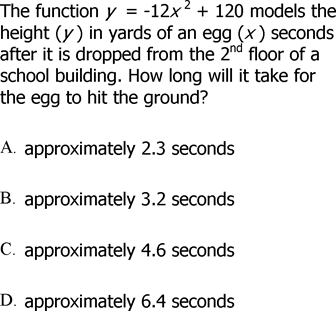 The function y = -12x² + 120 models the
height (y) in yards of an egg (x) seconds
after it is dropped from the 2ⁿᵈ floor of a
school building. How long will it take for
the egg to hit the ground?
A. approximately 2.3 seconds
B. approximately 3.2 seconds
C. approximately 4.6 seconds
D. approximately 6.4 seconds